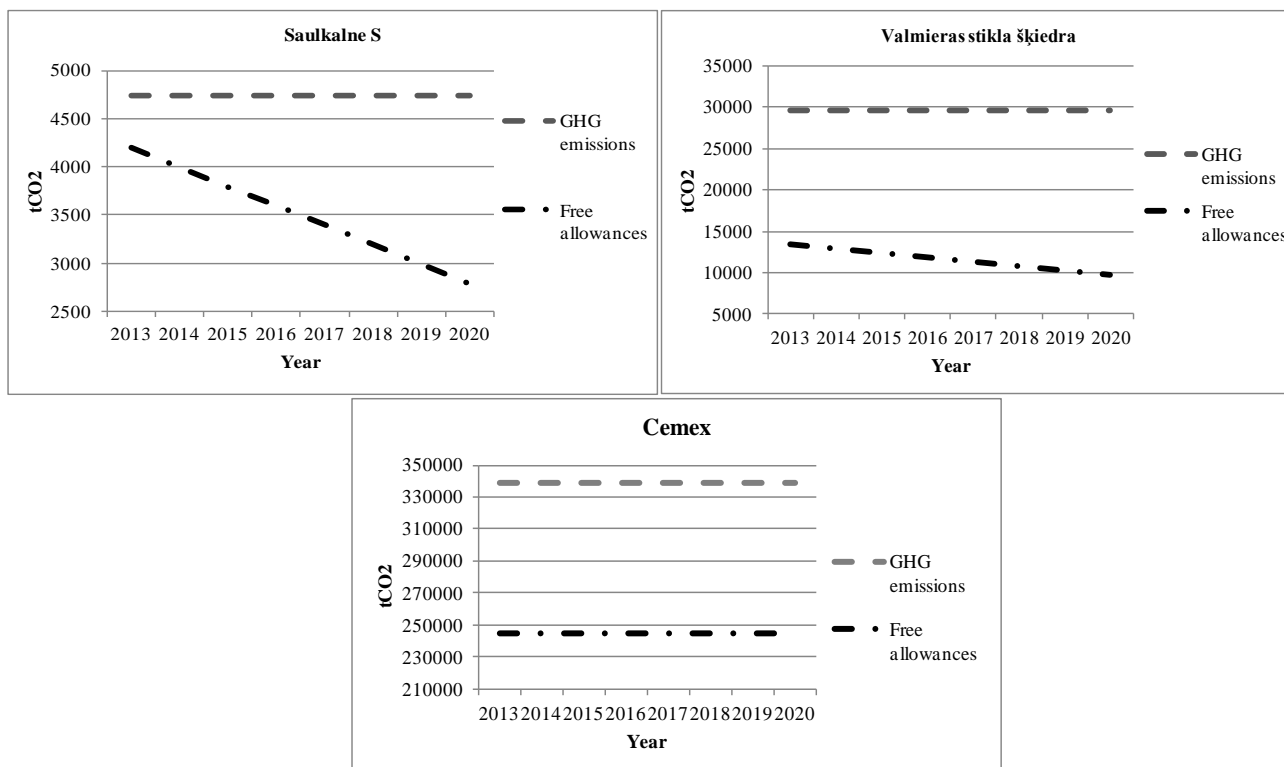 Saulkalne S
5000
4500
4000
3500
3000
2500
tCO2
2013 2014 2015 2016 2017 2018 2019 2020
Year
GHG
emissions
Free
allowances
Valmieras stikla šķiedra
35000
30000
25000
20000
15000
10000
5000
tCO2
2013 2014 2015 2016 2017 2018 2019 2020
Year
GHG
emissions
Free
allowances
Cemex
350000
330000
310000
290000
270000
250000
230000
210000
tCO2
2013 2014 2015 2016 2017 2018 2019 2020
Year
GHG
emissions
Free
allowances